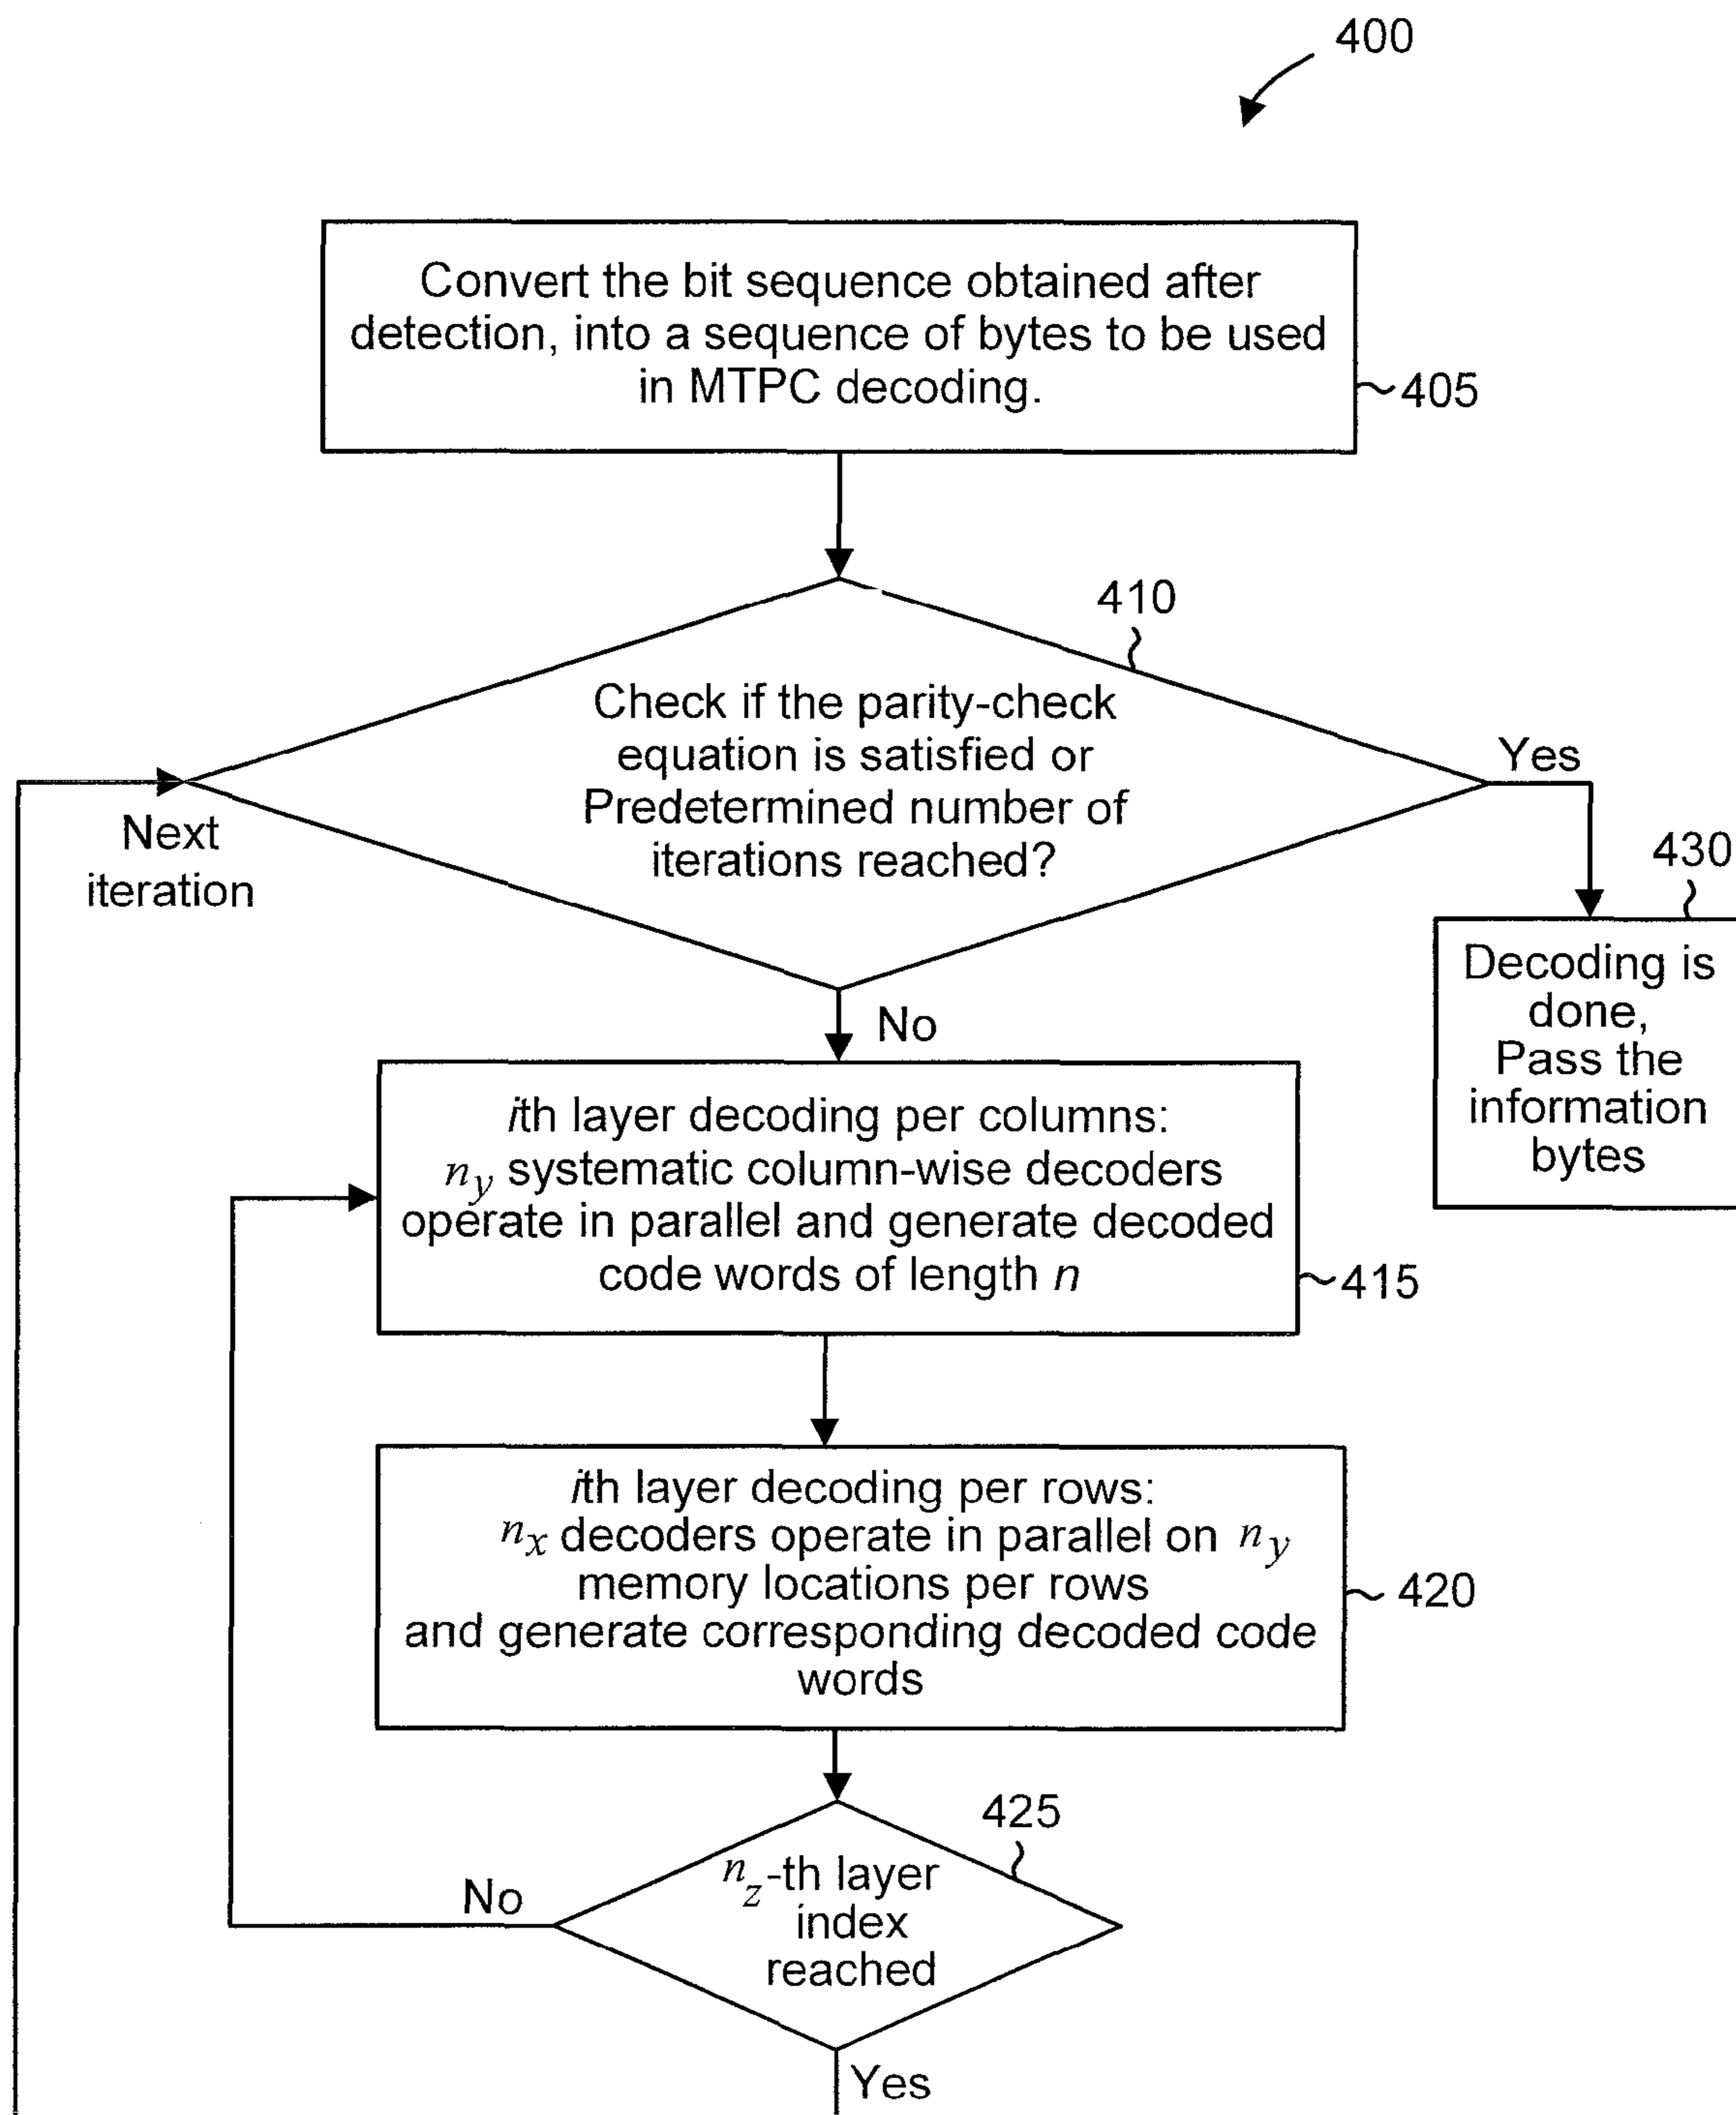 400
Convert the bit sequence obtained after
detection, into a sequence of bytes to be used
in MTPC decoding.
405
410
Check if the parity-check
equation is satisfied or
Predetermined number of
iterations reached?
Yes
Next
iteration
430
Decoding is
done,
Pass the
information
bytes
No
ith layer decoding per columns:
n_y systematic column-wise decoders
operate in parallel and generate decoded
code words of length n
415
ith layer decoding per rows:
n_x decoders operate in parallel on n_y
memory locations per rows
and generate corresponding decoded code
words
420
425
n_z-th layer
index
reached
No
Yes